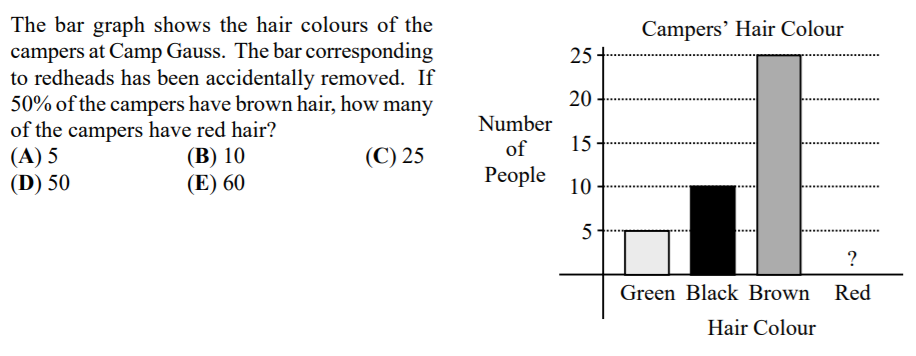 The bar graph shows the hair colours of the
campers at Camp Gauss. The bar corresponding
to redheads has been accidentally removed. If
50% of the campers have brown hair, how many
of the campers have red hair?
(A) 5 (B) 10 (C) 25
(D) 50 (E) 60
Campers’ Hair Colour
Number
of
People
25
20
15
10
5
?
Green Black Brown Red
Hair Colour